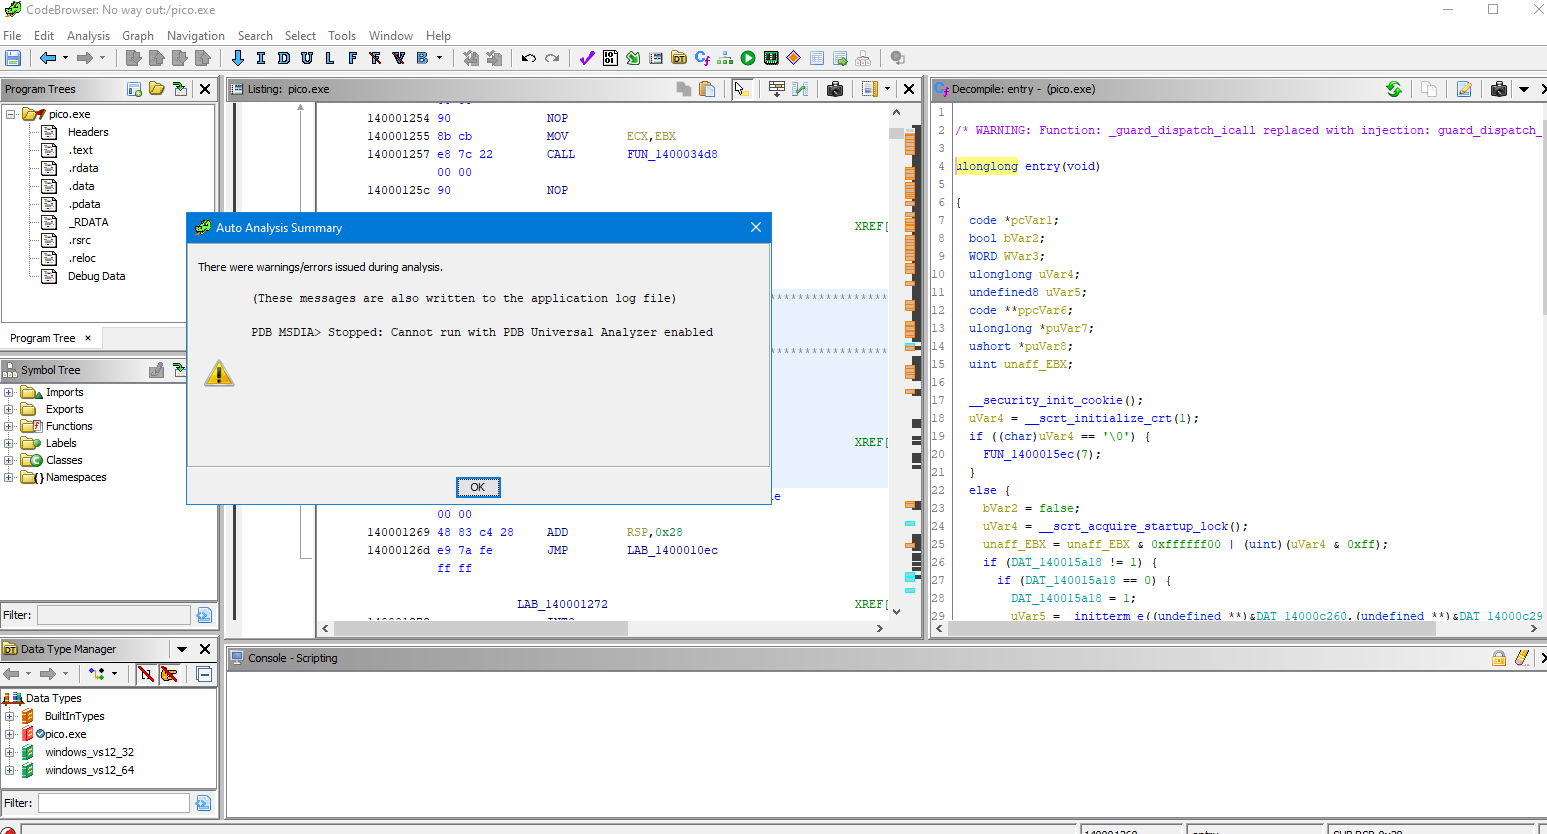 CodeBrowser: No way out:/pico.exe
File Edit Analysis Graph Navigation Search Select Tools Window Help
I D U L F B
Program Trees
pico.exe
Headers
.text
.rdata
.data
.pdata
_RDATA
.rsrc
.reloc
Debug Data
Program Tree ×
Symbol Tree
Imports
Exports
Functions
Labels
Classes
Namespaces
Filter:
Data Type Manager
Data Types
BuiltInTypes
pico.exe
windows_vs12_32
windows_vs12_64
Filter:
Listing: pico.exe
00 00
140001254 90 NOP
140001255 8b cb MOV ECX,EBX
140001257 e8 7c 22 CALL FUN_1400034d8
00 00
14000125c 90 NOP
XREF[
*****************
*****************
XREF[
e
00 00
140001269 48 83 c4 28 ADD RSP,0x28
14000126d e9 7a fe JMP LAB_1400010ec
ff ff
LAB_140001272 XREF[
Auto Analysis Summary
There were warnings/errors issued during analysis.
(These messages are also written to the application log file)
PDB MSDIA> Stopped: Cannot run with PDB Universal Analyzer enabled
OK
Decompile: entry - (pico.exe)
1
2 /* WARNING: Function: _guard_dispatch_icall replaced with injection: guard_dispatch_
3
4 ulonglong entry(void)
5
6 {
7 code *pcVar1;
8 bool bVar2;
9 WORD WVar3;
10 ulonglong uVar4;
11 undefined8 uVar5;
12 code **ppcVar6;
13 ulonglong *puVar7;
14 ushort *puVar8;
15 uint unaff_EBX;
16
17 __security_init_cookie();
18 uVar4 = __scrt_initialize_crt(1);
19 if ((char)uVar4 == '\0') {
20 FUN_1400015ec(7);
21 }
22 else {
23 bVar2 = false;
24 uVar4 = __scrt_acquire_startup_lock();
25 unaff_EBX = unaff_EBX & 0xffffff00 | (uint)(uVar4 & 0xff);
26 if (DAT_140015a18 != 1) {
27 if (DAT_140015a18 == 0) {
28 DAT_140015a18 = 1;
29 uVar5 = _initterm_e((undefined **)&DAT_14000c260,(undefined **)&DAT_14000c29
Console - Scripting